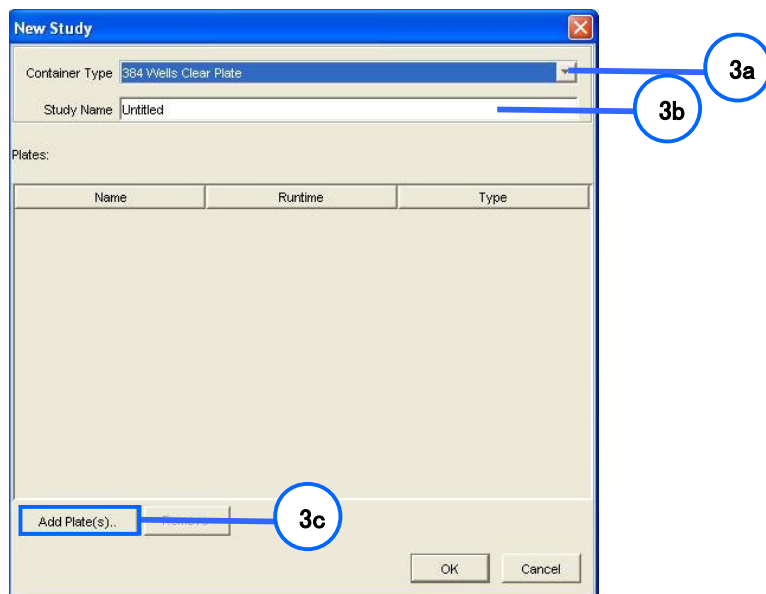 New Study
Container Type 384 Wells Clear Plate
3a
Study Name Untitled
3b
Plates:
Name Runtime Type
Add Plate(s).. Remove
3c
OK Cancel